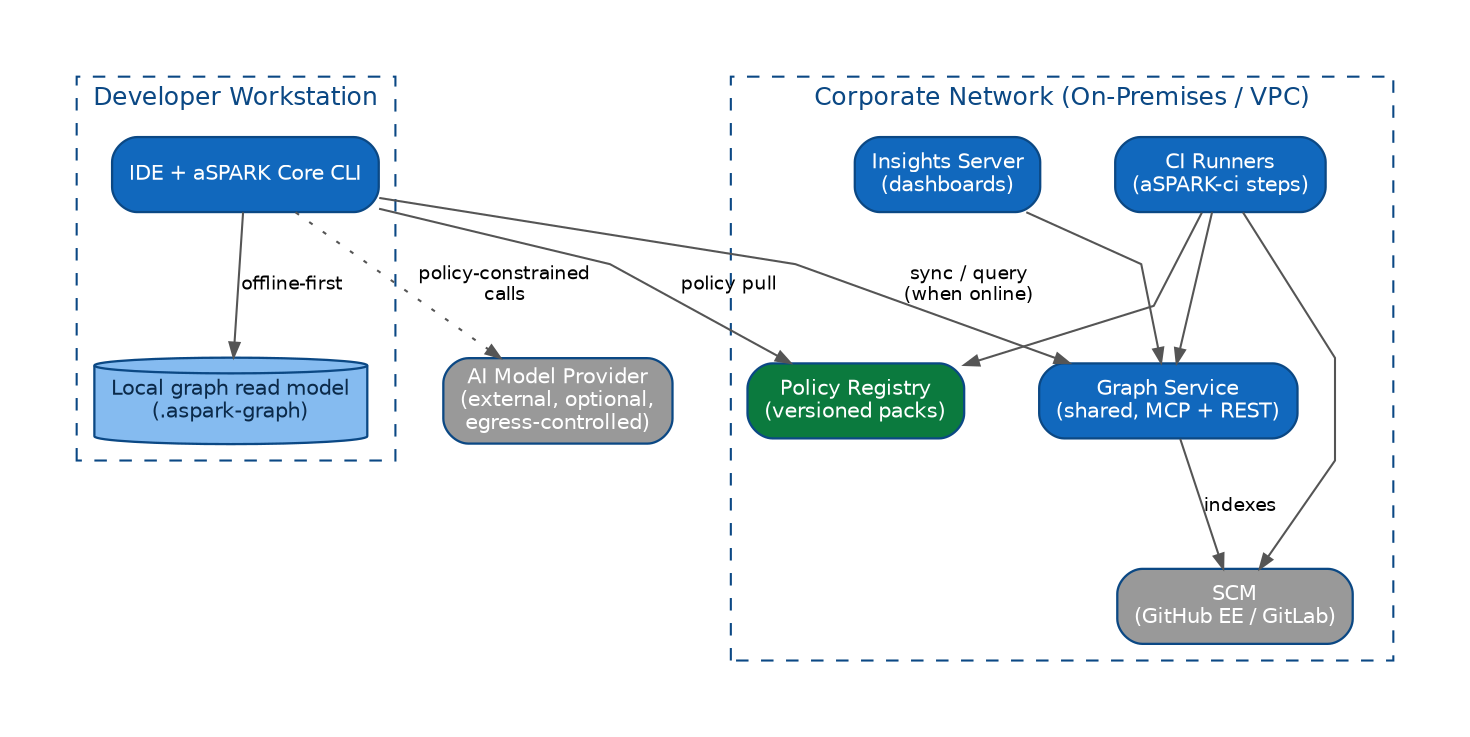 Developer Workstation
Corporate Network (On-Premises / VPC)
IDE + aSPARK Core CLI
Insights Server
(dashboards)
CI Runners
(aSPARK-ci steps)
offline-first
policy-constrained
calls
policy pull
sync / query
(when online)
Local graph read model
(.aspark-graph)
AI Model Provider
(external, optional,
egress-controlled)
Policy Registry
(versioned packs)
Graph Service
(shared, MCP + REST)
indexes
SCM
(GitHub EE / GitLab)